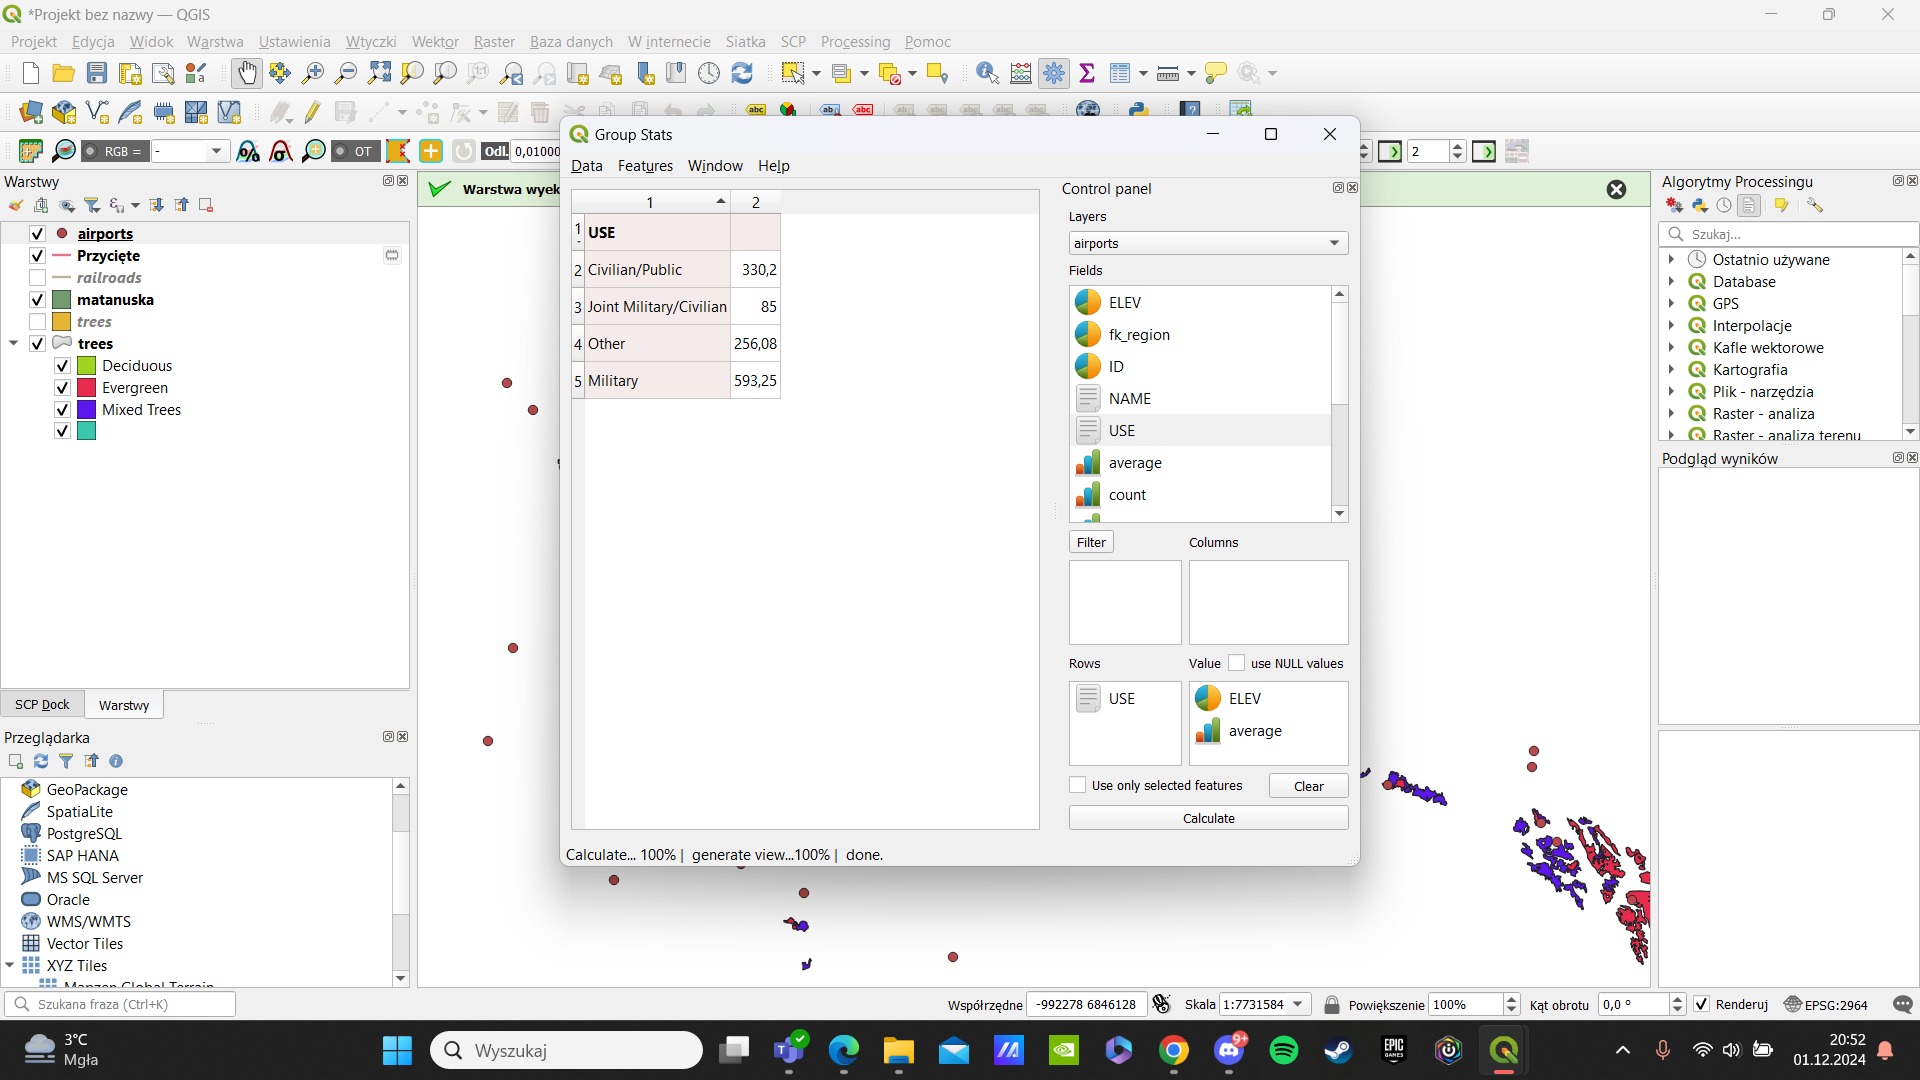 *Projekt bez nazwy — QGIS
Projekt Edycja Widok Warstwa Ustawienia Wtyczki Wektor Raster Baza danych W internecie Siatka SCP Processing Pomoc
RGB = - OT Odl. 0,01000 2
Warstwa wyek
Warstwy
airports
Przycięte
railroads
matanuska
trees
trees
Deciduous
Evergreen
Mixed Trees
SCP Dock Warstwy
Przeglądarka
GeoPackage
SpatiaLite
PostgreSQL
SAP HANA
MS SQL Server
Oracle
WMS/WMTS
Vector Tiles
XYZ Tiles
Mapzen Global Terrain
Group Stats
Data Features Window Help
1 2
1 USE
2 Civilian/Public 330,2
3 Joint Military/Civilian 85
4 Other 256,08
5 Military 593,25
Calculate... 100% | generate view...100% | done.
Control panel
Layers
airports
Fields
ELEV
fk_region
ID
NAME
USE
average
count
Filter Columns
Rows Value use NULL values
USE ELEV
average
Use only selected features Clear
Calculate
Algorytmy Processingu
Szukaj...
Ostatnio używane
Database
GPS
Interpolacje
Kafle wektorowe
Kartografia
Plik - narzędzia
Raster - analiza
Raster - analiza terenu
Podgląd wyników
Szukana fraza (Ctrl+K) Współrzędne -992278 6846128 Skala 1:7731584 Powiększenie 100% Kąt obrotu 0,0 ° Renderuj EPSG:2964
3°C
Mgła
Wyszukaj
9+
EPIC
GAMES
20:52
01.12.2024